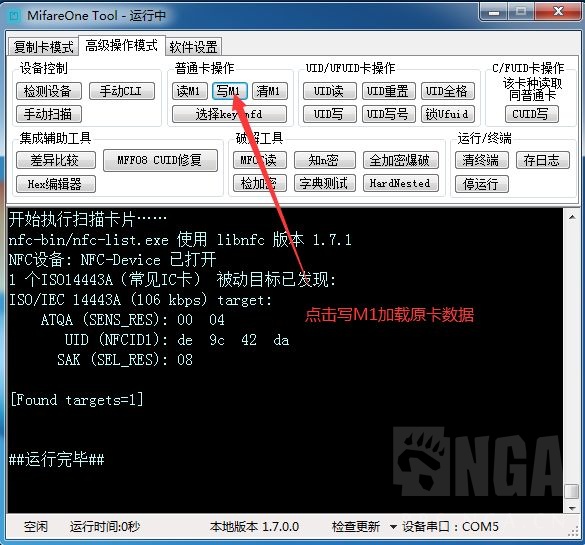 MifareOne Tool - 运行中
复制卡模式 高级操作模式 软件设置
设备控制 普通卡操作 UID/UFUID卡操作 C/FUID卡操作
检测设备 手动CLI 读M1 写M1 清M1 UID读 UID重置 UID全格 该卡种读取
同普通卡
手动扫描 选择key.mfd UID写 UID写号 锁Ufuid CUID写
集成辅助工具 破解工具 运行/终端
差异比较 MFF08 CUID修复 知n密 全加密爆破 清终端 存日志
Hex编辑器 检加密 字典测试 HardNested 停运行
开始执行扫描卡片……
nfc-bin/nfc-list.exe 使用 libnfc 版本 1.7.1
NFC设备: NFC-Device 已打开
1 个ISO14443A (常见IC卡) 被动目标已发现:
ISO/IEC 14443A (106 kbps) target:
ATQA (SENS_RES): 00 04
UID (NFCID1): de 9c 42 da
SAK (SEL_RES): 08
点击写M1加载原卡数据
[Found targets=1]
##运行完毕##
NGA
空闲 运行时间:0秒 本地版本 1.7.0.0 检查更新 设备串口：COM5